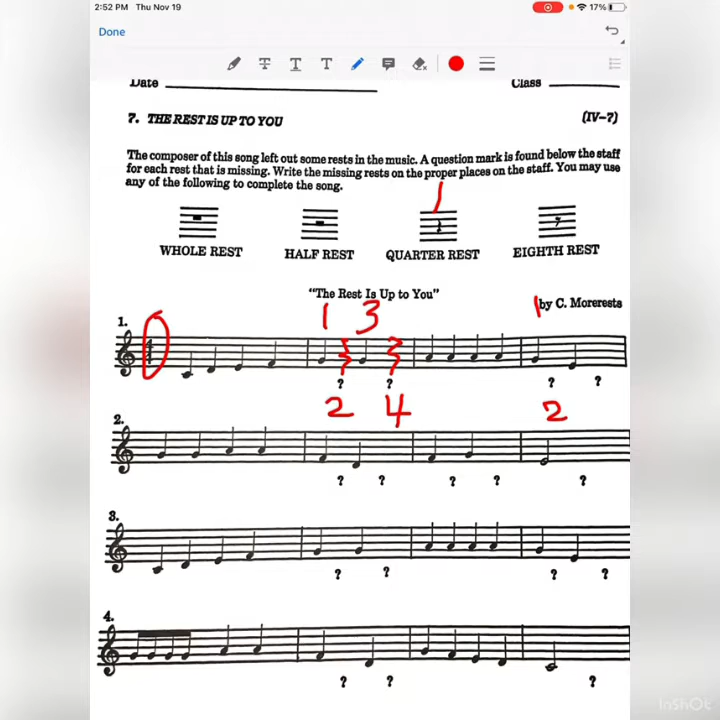 2:52 PM Thu Nov 19
17%
Done
Date
Class
7. THE REST IS UP TO YOU
(IV-7)
The composer of this song left out some rests in the music. A question mark is found below the staff
for each rest that is missing. Write the missing rests on the proper places on the staff. You may use
any of the following to complete the song.
WHOLE REST
HALF REST
QUARTER REST
EIGHTH REST
"The Rest Is Up to You"
by C. Morerests
1 3
1.
? ? ? ?
2 4 2
2.
? ? ? ? ?
3.
? ? ? ?
4.
? ? ?
InShOt